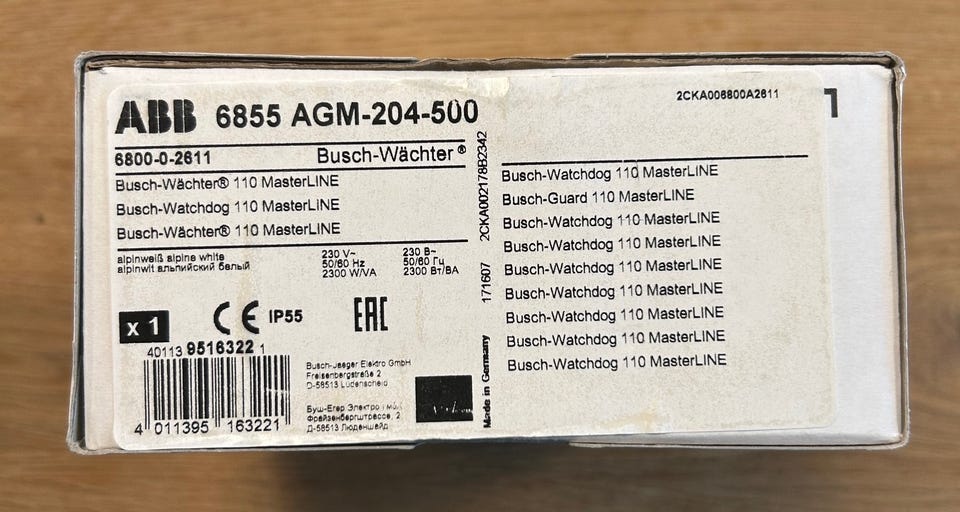 ABB 6855 AGM-204-500
6800-0-2611 Busch-Wächter®
Busch-Wächter® 110 MasterLINE
Busch-Watchdog 110 MasterLINE
Busch-Wächter® 110 MasterLINE
alpinweiß alpine white
alpinwit альпийский белый
230 V~
50/60 Hz
2300 W/VA
230 В~
50/60 Гц
2300 Вт/ВА
x 1
CE IP55
EAC
40113 9516322 1
4 011395 163221
Busch-Jaeger Elektro GmbH
Freisenbergstraße 2
D-58513 Lüdenscheid
Буш-Егер Электро
Фрайзенбергштрассе, 2
Д-58513 Люденшейд
Made in Germany 171607 2CKA002178B2342
2CKA006800A2611
1
Busch-Watchdog 110 MasterLINE
Busch-Guard 110 MasterLINE
Busch-Watchdog 110 MasterLINE
Busch-Watchdog 110 MasterLINE
Busch-Watchdog 110 MasterLINE
Busch-Watchdog 110 MasterLINE
Busch-Watchdog 110 MasterLINE
Busch-Watchdog 110 MasterLINE
Busch-Watchdog 110 MasterLINE